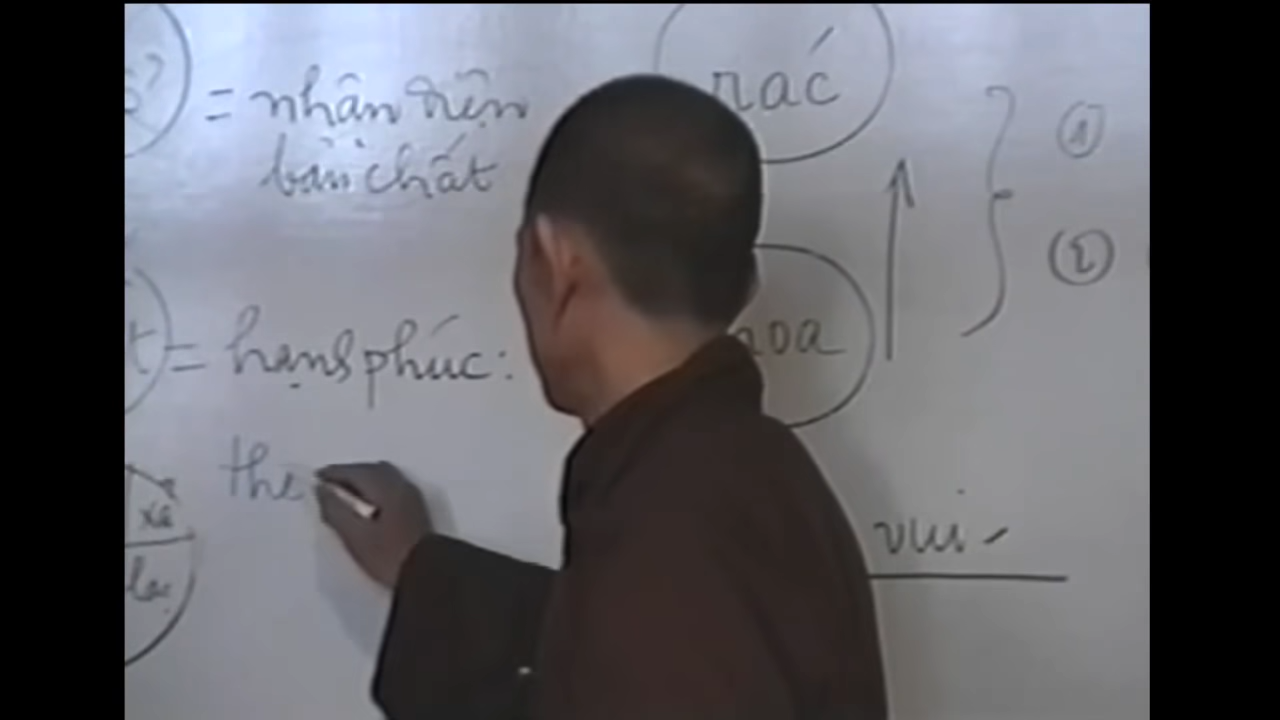 = nhận diện
bản chất
rác
①
②
= hạnh phúc:
hoa
the
xả
lạc
vui -